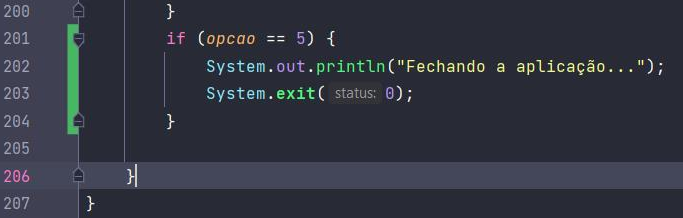 200 }
201 if (opcao == 5) {
202 System.out.println("Fechando a aplicação...");
203 System.exit( status: 0);
204 }
205
206 }
207 }